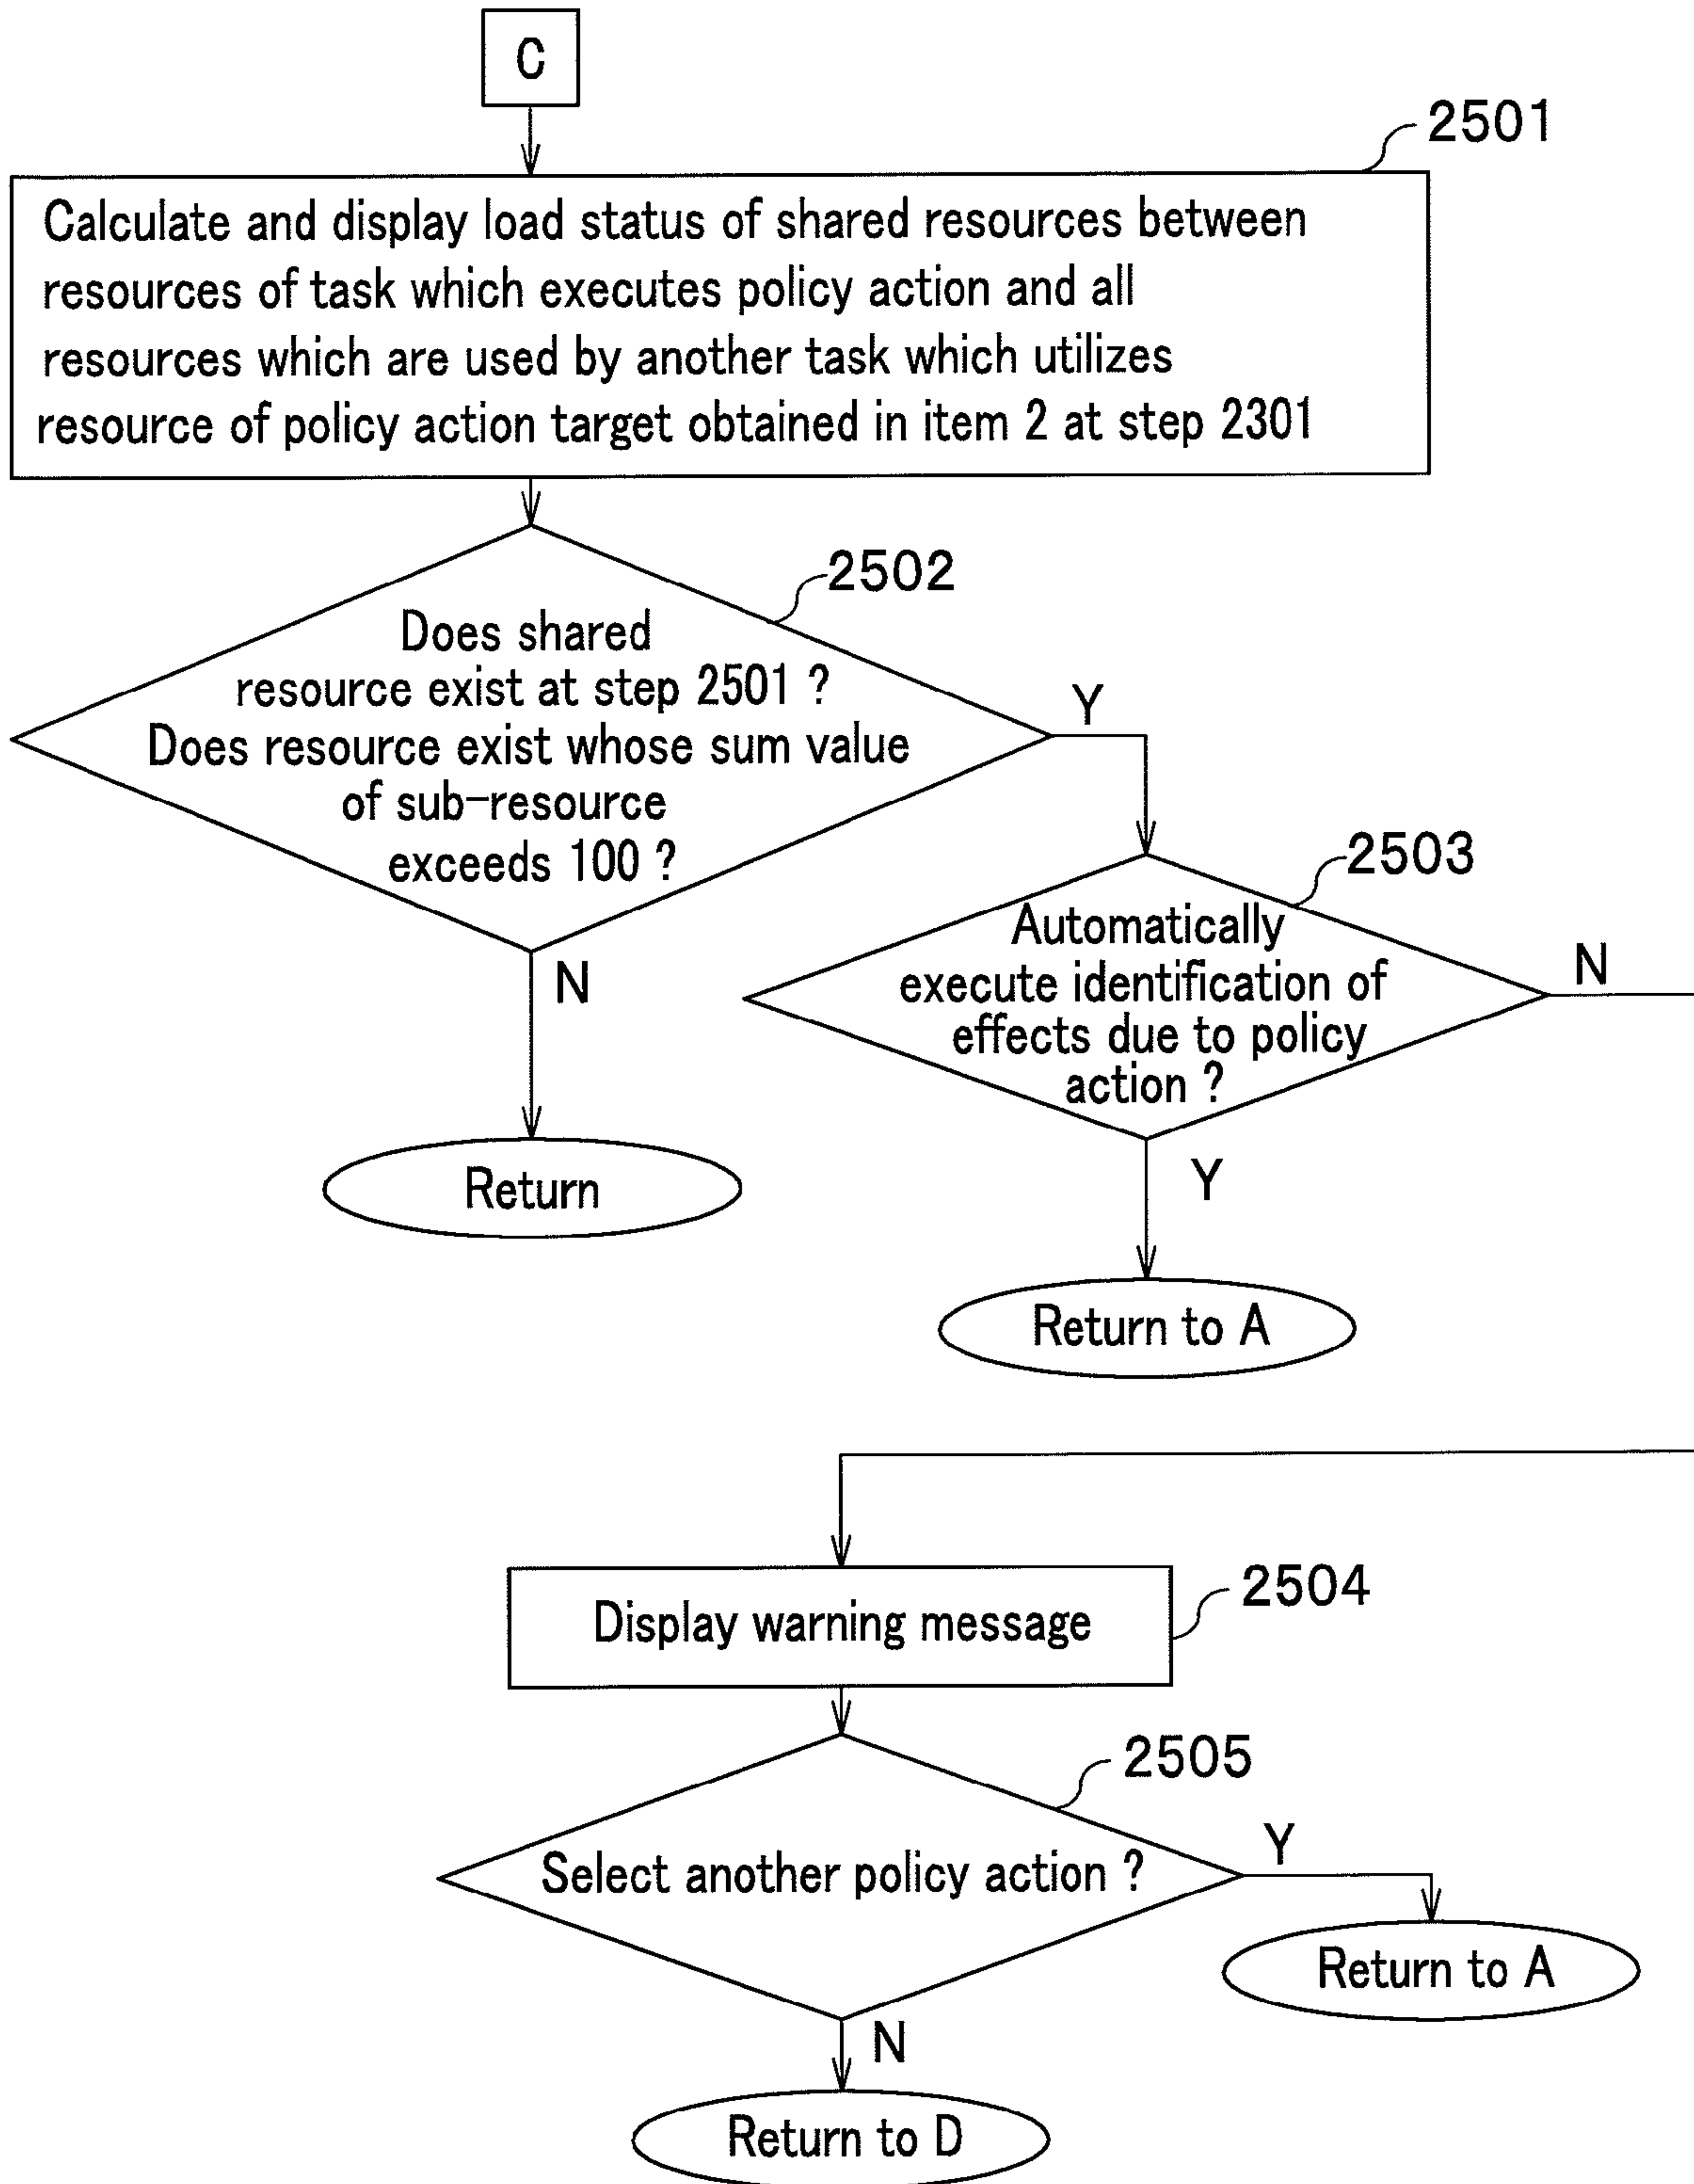 C
2501
Calculate and display load status of shared resources between
resources of task which executes policy action and all
resources which are used by another task which utilizes
resource of policy action target obtained in item 2 at step 2301
2502
Does shared
resource exist at step 2501 ?
Does resource exist whose sum value
of sub-resource
exceeds 100 ?
Y
N
2503
Automatically
execute identification of
effects due to policy
action ?
N
Y
Return
Return to A
2504
Display warning message
2505
Select another policy action ?
Y
Return to A
N
Return to D